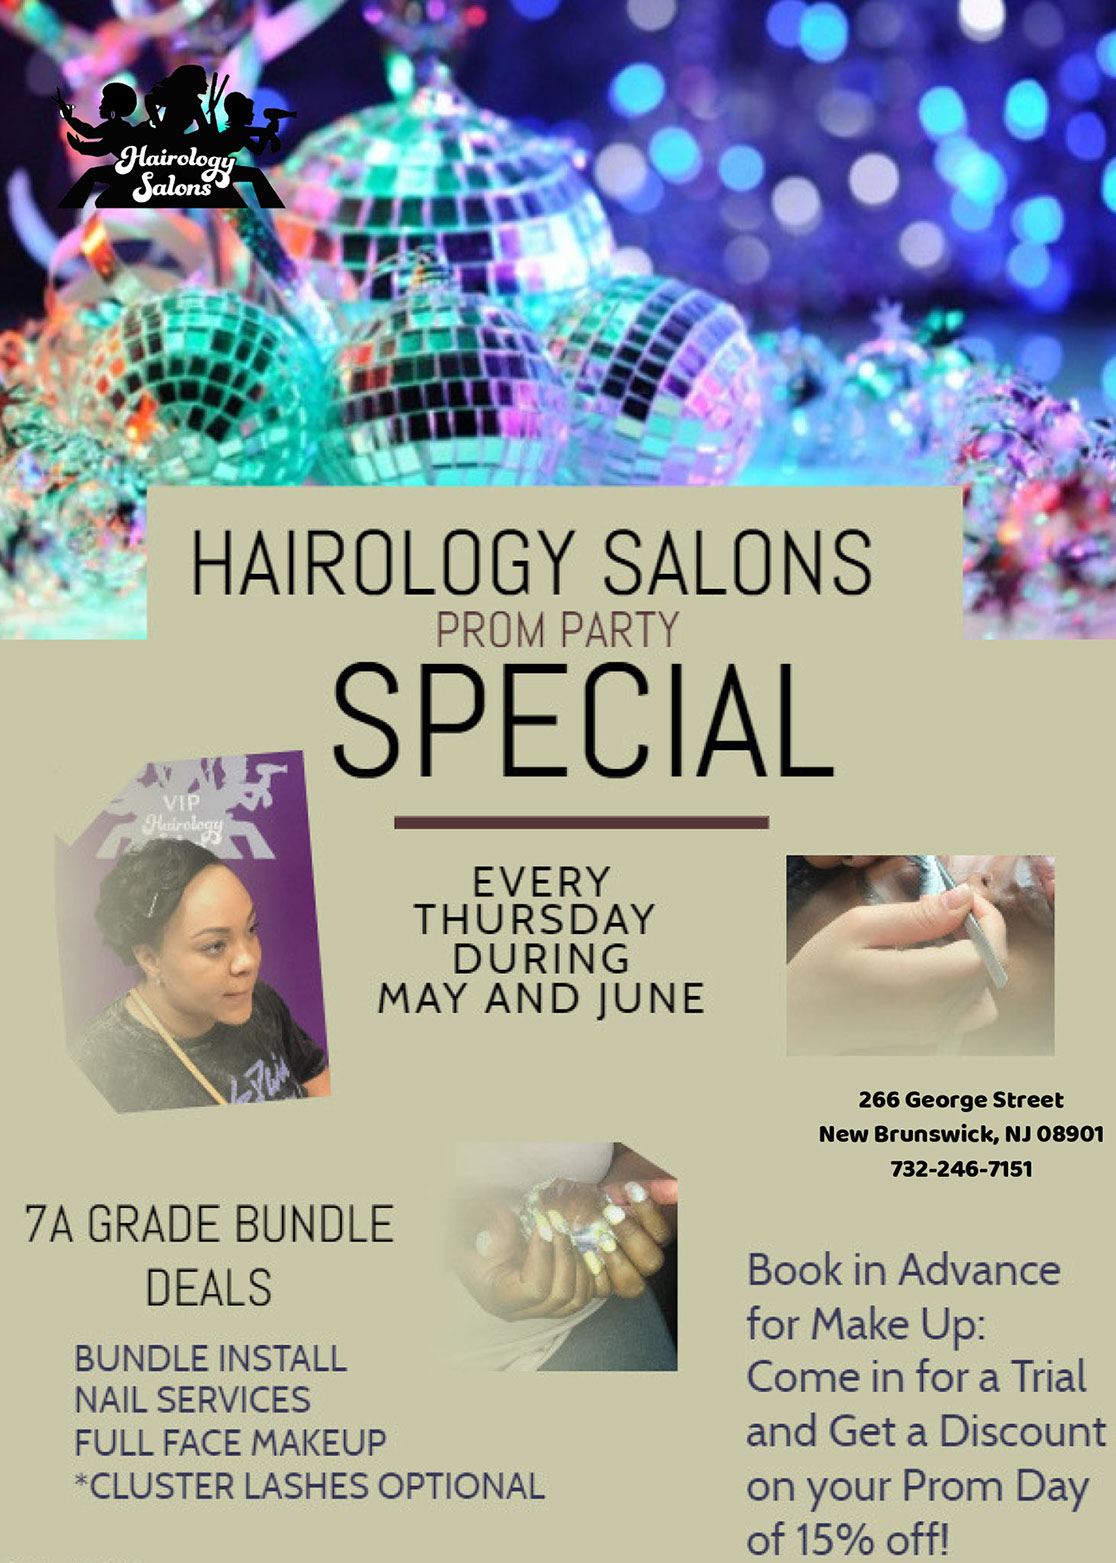 Hairology
Salons
HAIROLOGY SALONS
PROM PARTY
SPECIAL
VIP
Hairology
EVERY
THURSDAY
DURING
MAY AND JUNE
266 George Street
New Brunswick, NJ 08901
732-246-7151
7A GRADE BUNDLE
DEALS
BUNDLE INSTALL
NAIL SERVICES
FULL FACE MAKEUP
*CLUSTER LASHES OPTIONAL
Book in Advance
for Make Up:
Come in for a Trial
and Get a Discount
on your Prom Day
of 15% off!